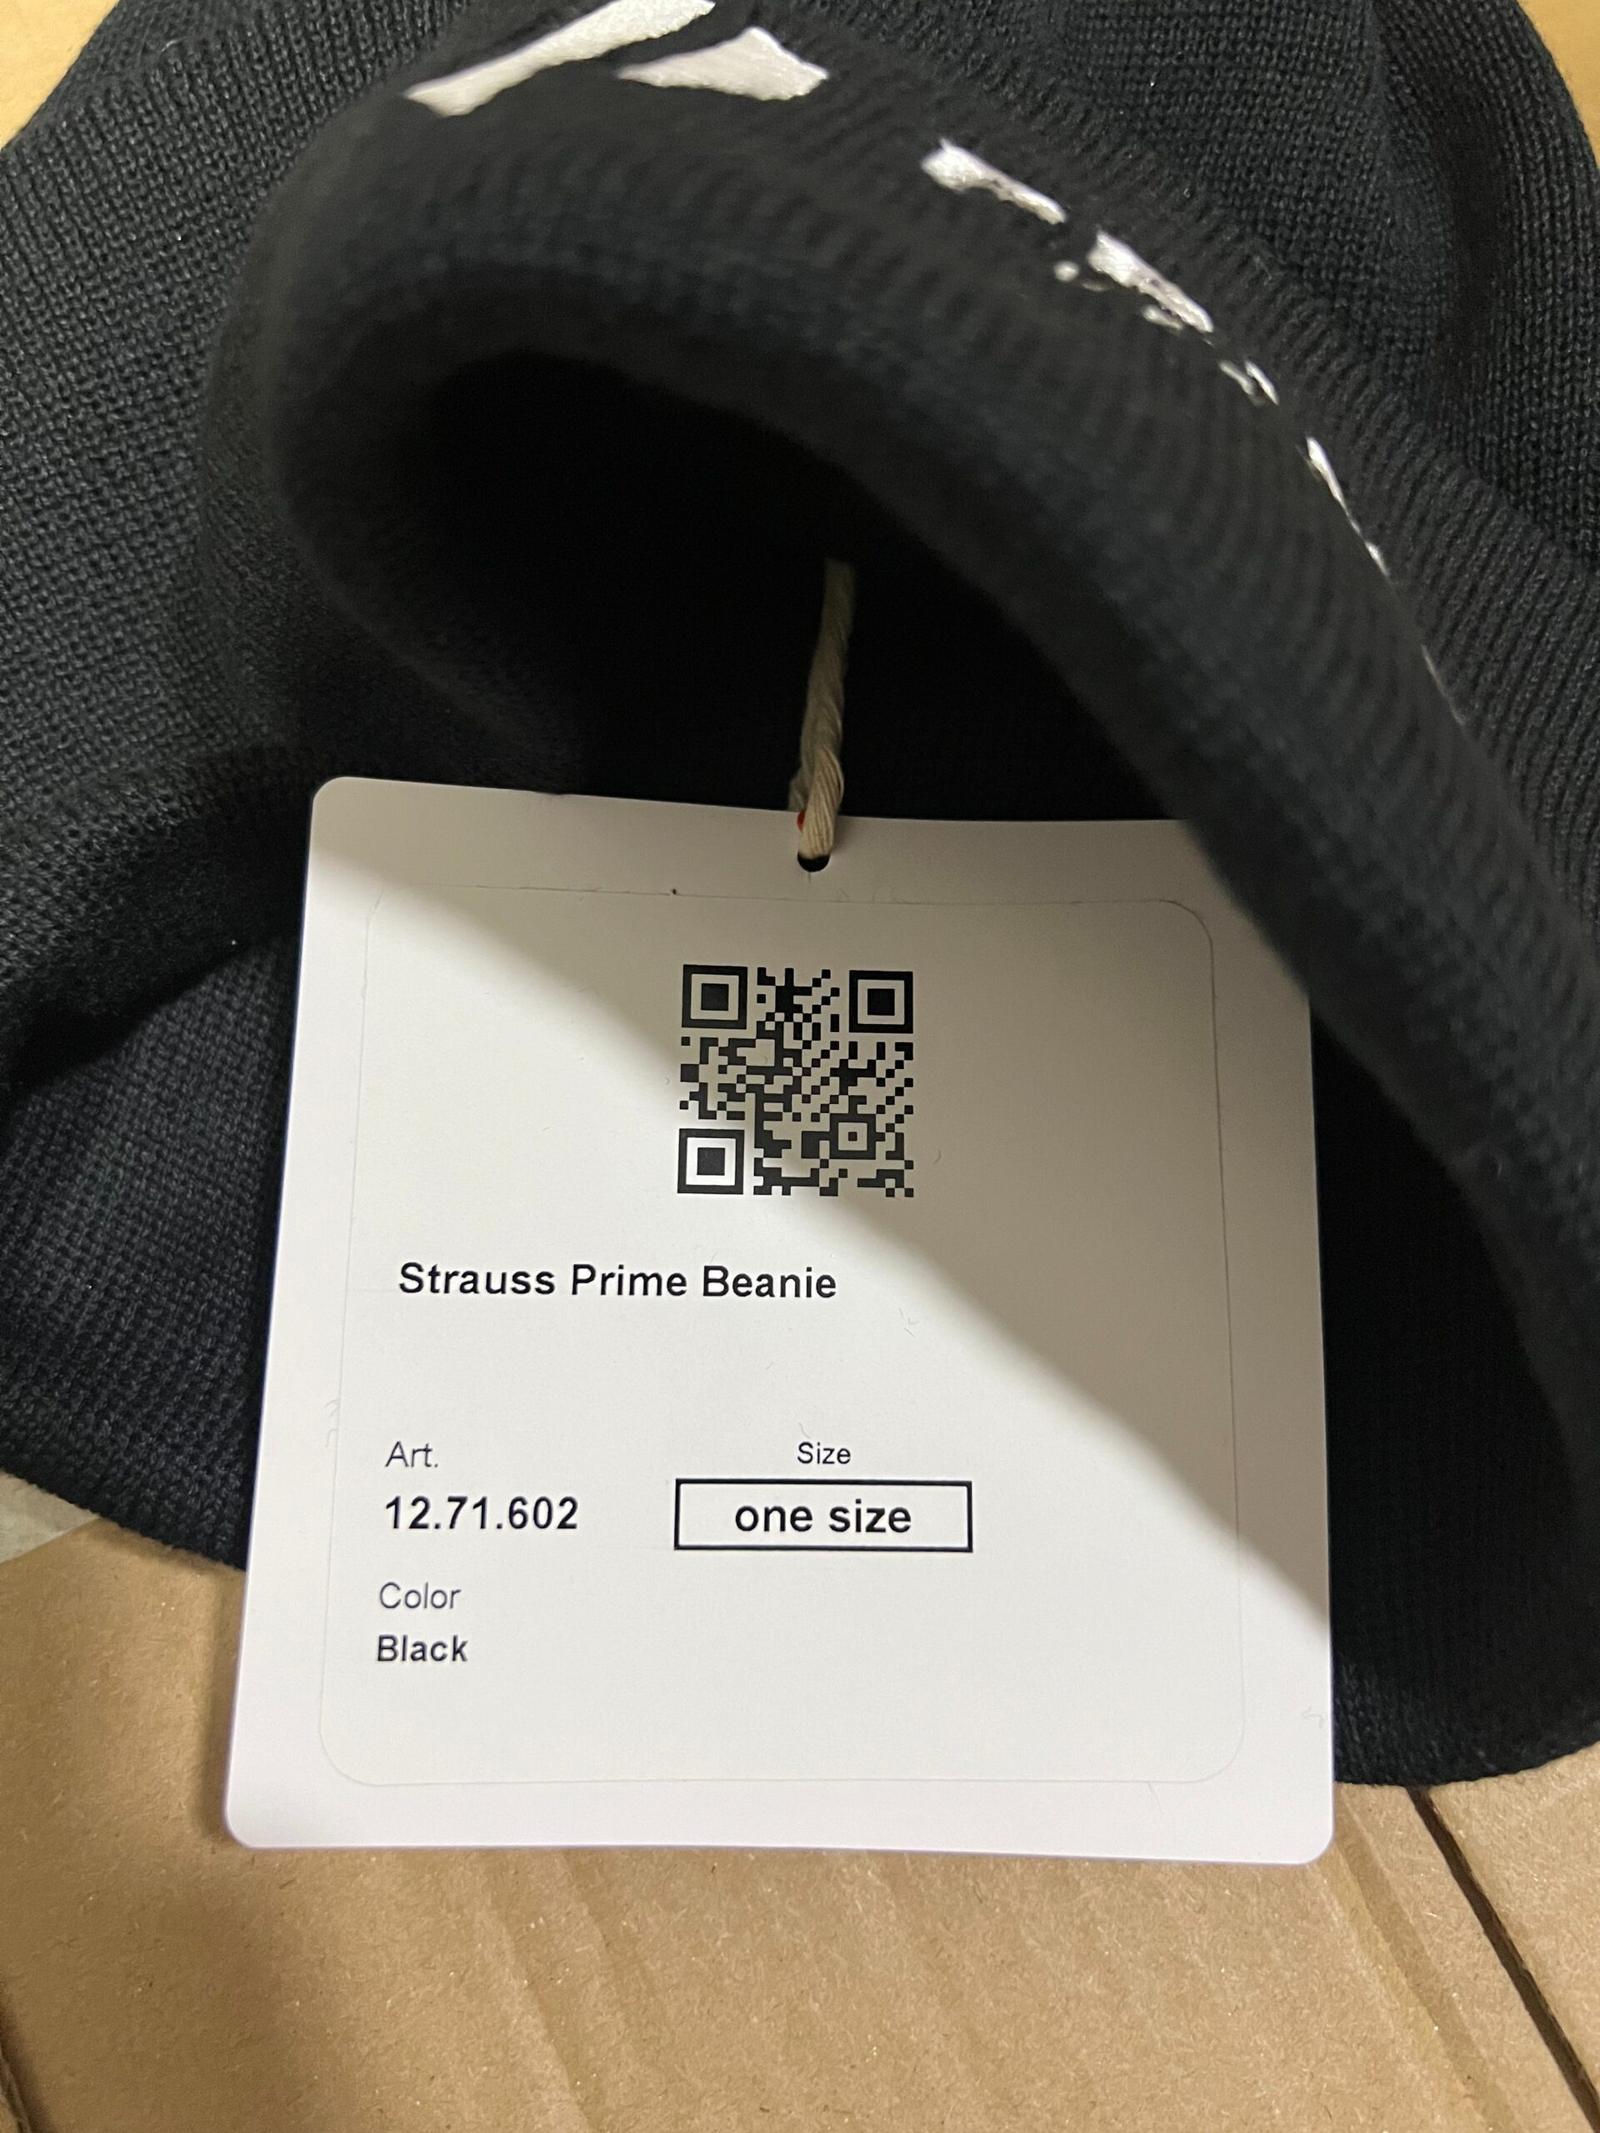 Strauss Prime Beanie
Art.
12.71.602
Size
one size
Color
Black